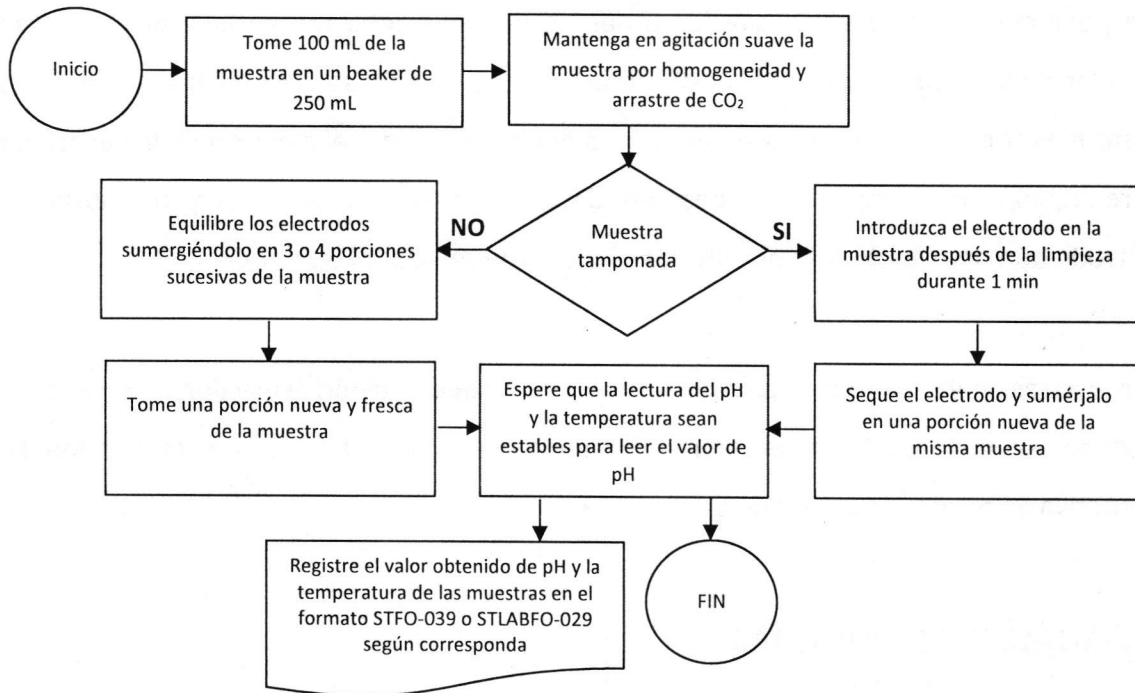 Inicio
Tome 100 mL de la
muestra en un beaker de
250 mL
Mantenga en agitación suave la
muestra por homogeneidad y
arrastre de CO₂
Muestra
tamponada
NO
SI
Equilibre los electrodos
sumergiéndolo en 3 o 4 porciones
sucesivas de la muestra
Introduzca el electrodo en la
muestra después de la limpieza
durante 1 min
Tome una porción nueva y fresca
de la muestra
Espere que la lectura del pH
y la temperatura sean
estables para leer el valor de
pH
Seque el electrodo y sumérjalo
en una porción nueva de la
misma muestra
Registre el valor obtenido de pH y la
temperatura de las muestras en el
formato STFO-039 o STLABFO-029
según corresponda
FIN